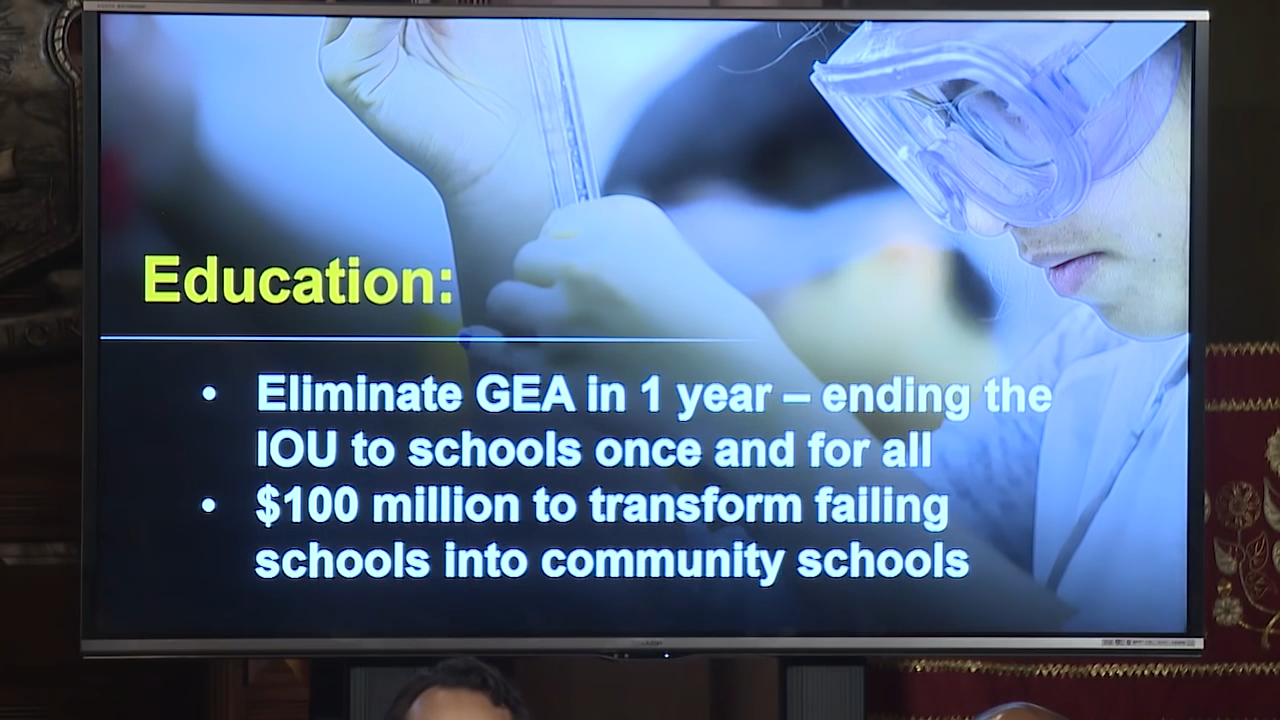 Education:
• Eliminate GEA in 1 year – ending the
IOU to schools once and for all
• $100 million to transform failing
schools into community schools